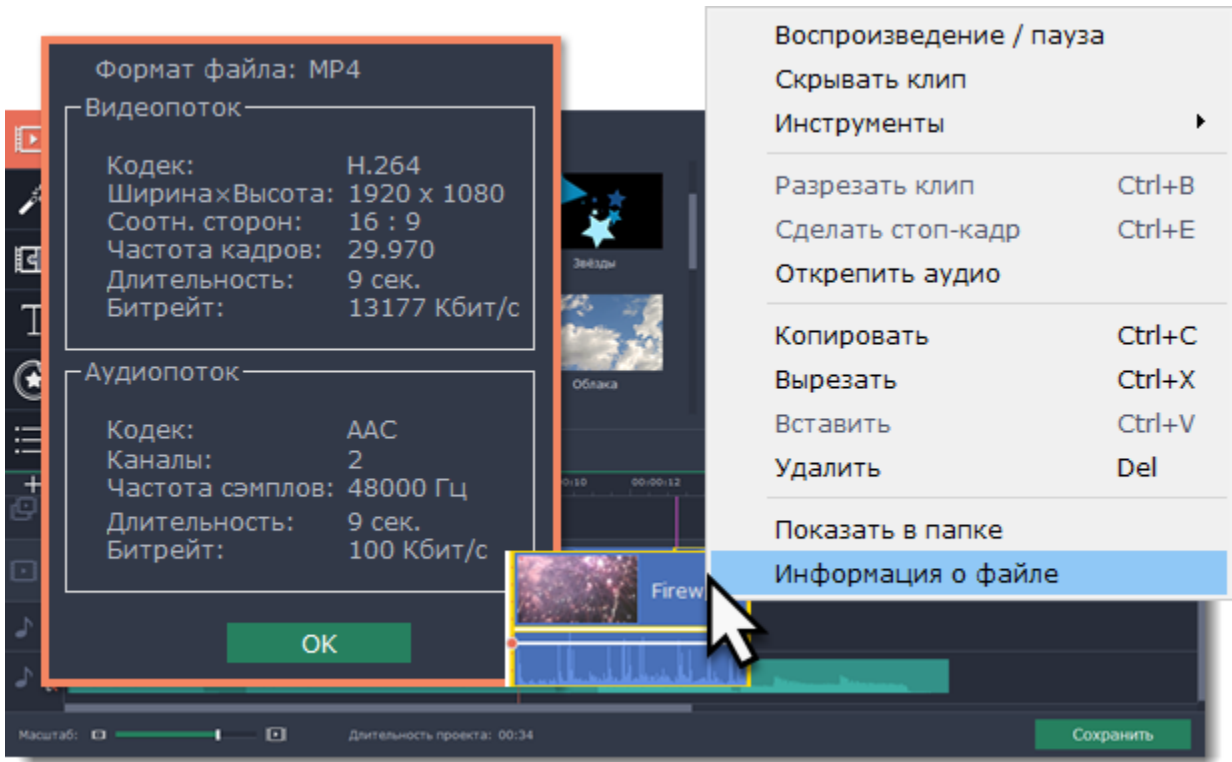 Формат файла: MP4
Видеопоток
Кодек: H.264
Ширина×Высота: 1920 x 1080
Соотн. сторон: 16 : 9
Частота кадров: 29.970
Длительность: 9 сек.
Битрейт: 13177 Кбит/с
Аудиопоток
Кодек: AAC
Каналы: 2
Частота сэмплов: 48000 Гц
Длительность: 9 сек.
Битрейт: 100 Кбит/с
OK
Звёзды
Облака
0:10 00:00:12
Firew
Воспроизведение / пауза
Скрывать клип
Инструменты
Разрезать клип Ctrl+B
Сделать стоп-кадр Ctrl+E
Открепить аудио
Копировать Ctrl+C
Вырезать Ctrl+X
Вставить Ctrl+V
Удалить Del
Показать в папке
Информация о файле
Масштаб: Длительность проекта: 00:34 Сохранить